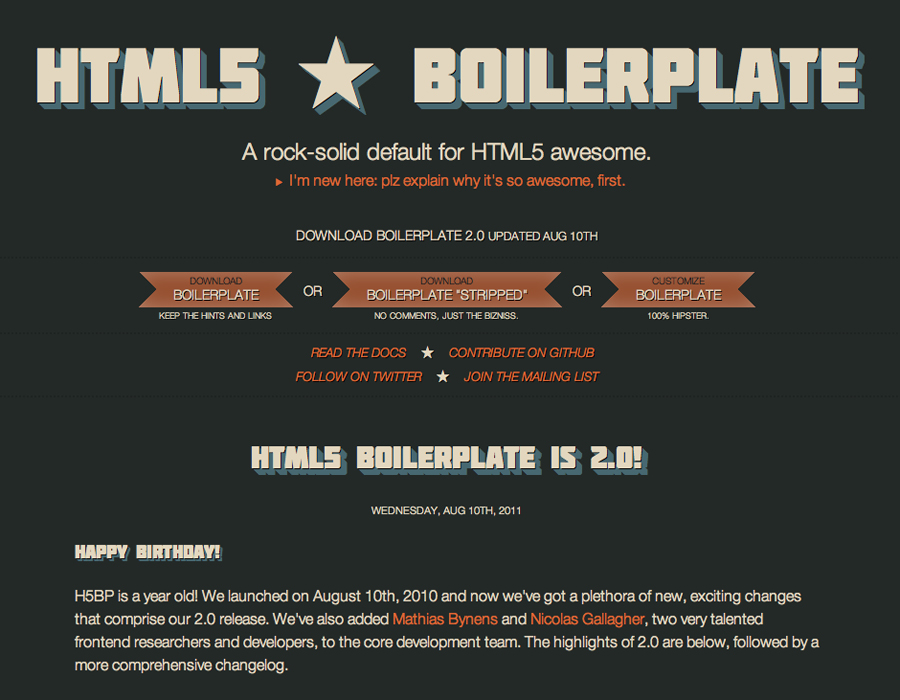 HTML5 ★ BOILERPLATE
A rock-solid default for HTML5 awesome.
▸ I'm new here: plz explain why it's so awesome, first.
DOWNLOAD BOILERPLATE 2.0 UPDATED AUG 10TH
DOWNLOAD
BOILERPLATE
KEEP THE HINTS AND LINKS
OR
DOWNLOAD
BOILERPLATE "STRIPPED"
NO COMMENTS, JUST THE BIZNISS.
OR
CUSTOMIZE
BOILERPLATE
100% HIPSTER.
READ THE DOCS ★ CONTRIBUTE ON GITHUB
FOLLOW ON TWITTER ★ JOIN THE MAILING LIST
HTML5 BOILERPLATE IS 2.0!
WEDNESDAY, AUG 10TH, 2011
HAPPY BIRTHDAY!
H5BP is a year old! We launched on August 10th, 2010 and now we've got a plethora of new, exciting changes
that comprise our 2.0 release. We've also added Mathias Bynens and Nicolas Gallagher, two very talented
frontend researchers and developers, to the core development team. The highlights of 2.0 are below, followed by a
more comprehensive changelog.